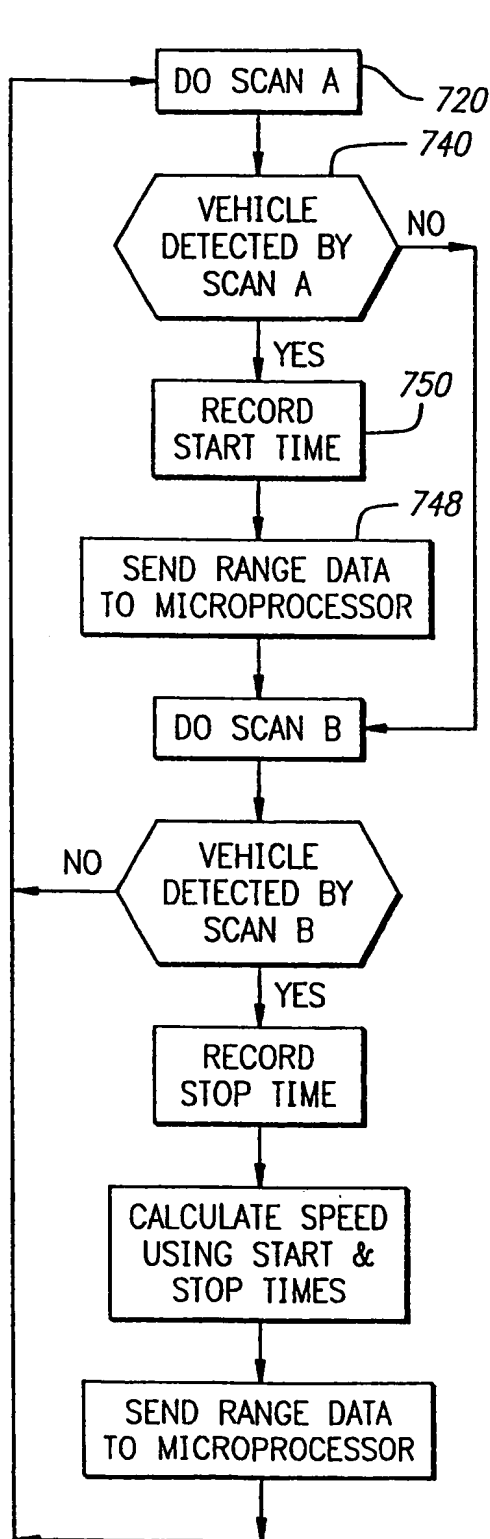 DO SCAN A
720
740
VEHICLE
DETECTED BY
SCAN A
NO
YES
750
RECORD
START TIME
748
SEND RANGE DATA
TO MICROPROCESSOR
DO SCAN B
NO
VEHICLE
DETECTED BY
SCAN B
YES
RECORD
STOP TIME
CALCULATE SPEED
USING START &
STOP TIMES
SEND RANGE DATA
TO MICROPROCESSOR